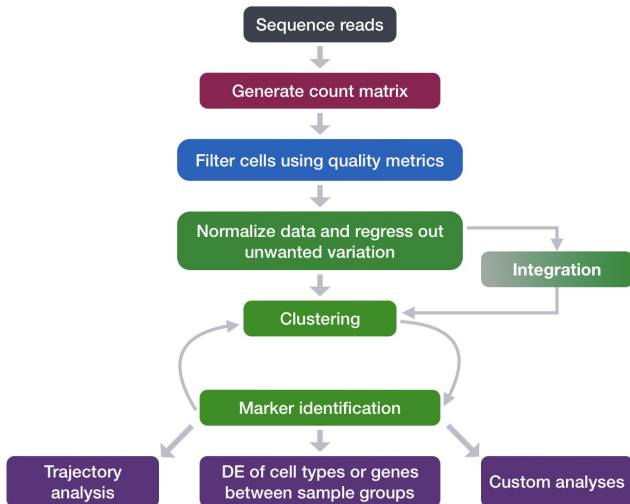 Sequence reads
Generate count matrix
Filter cells using quality metrics
Normalize data and regress out
unwanted variation
Integration
Clustering
Marker identification
Trajectory
analysis
DE of cell types or genes
between sample groups
Custom analyses